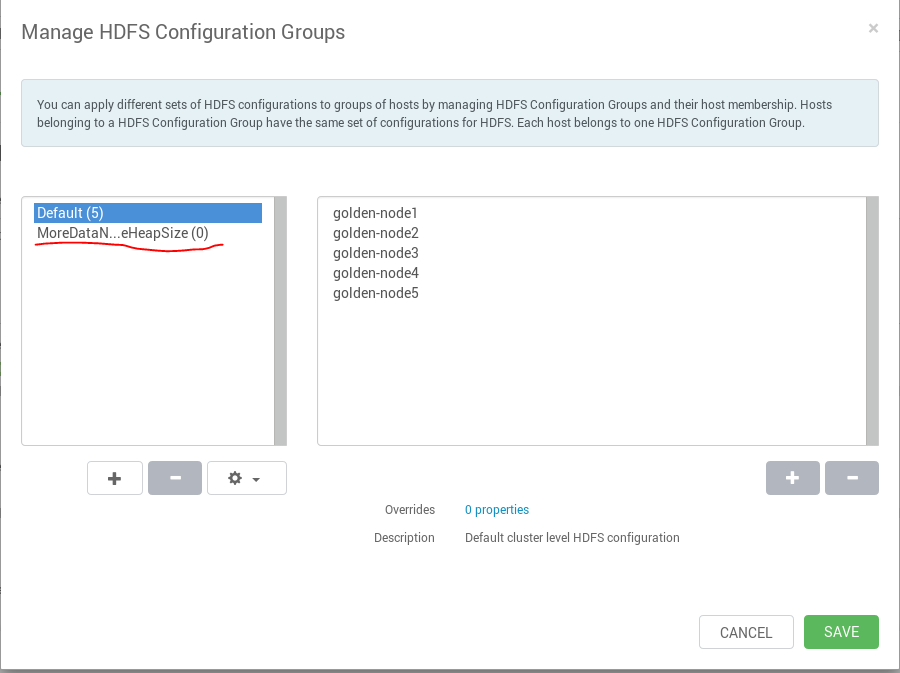 Manage HDFS Configuration Groups
×
You can apply different sets of HDFS configurations to groups of hosts by managing HDFS Configuration Groups and their host membership. Hosts
belonging to a HDFS Configuration Group have the same set of configurations for HDFS. Each host belongs to one HDFS Configuration Group.
Default (5)
MoreDataN...eHeapSize (0)
golden-node1
golden-node2
golden-node3
golden-node4
golden-node5
Overrides 0 properties
Description Default cluster level HDFS configuration
CANCEL SAVE